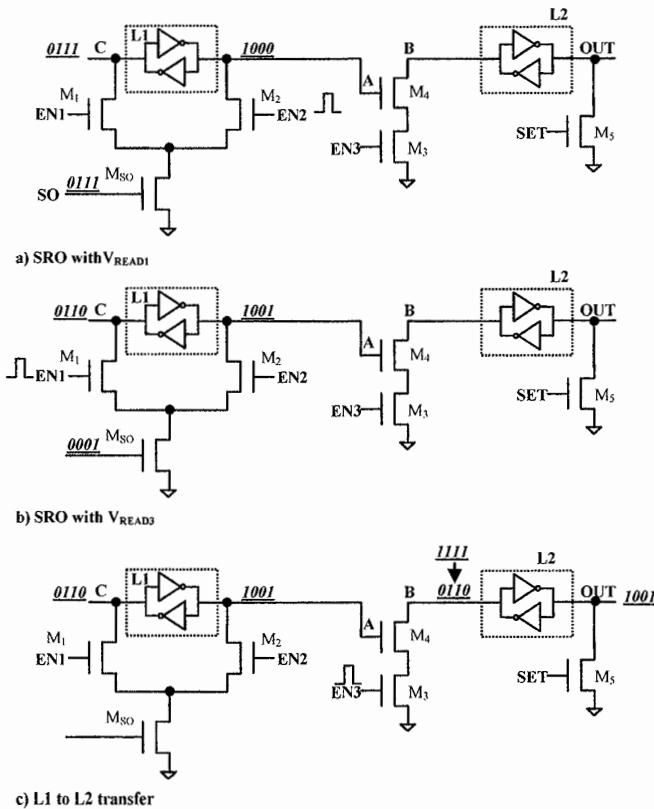 L1
L2
0111 C 1000 B OUT
M1 M2 A M4
EN1 EN2
EN3 M3 SET M5
MSO
SO 0111
a) SRO withVREAD1
L1
L2
0110 C 1001 B OUT
M1 M2 A M4
EN1 EN2
EN3 M3 SET M5
MSO
0001
b) SRO with VREAD3
1111
L1 L2
0110 C 1001 B 0110 OUT 1001
M1 M2 A M4
EN1 EN2
EN3 M3 SET M5
MSO
c) L1 to L2 transfer